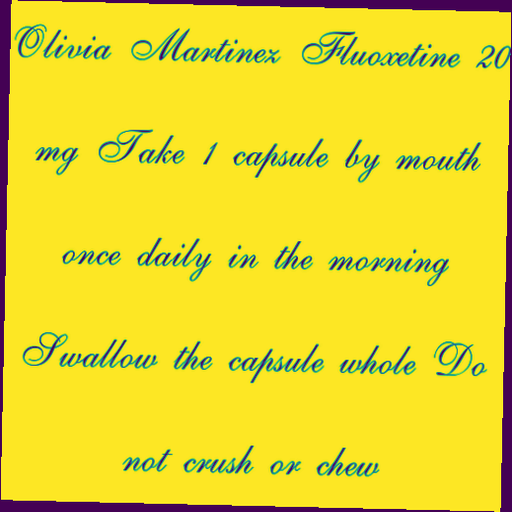 Olivia Martinez Fluoxetine 20
mg Take 1 capsule by mouth
once daily in the morning
Swallow the capsule whole Do
not crush or chew